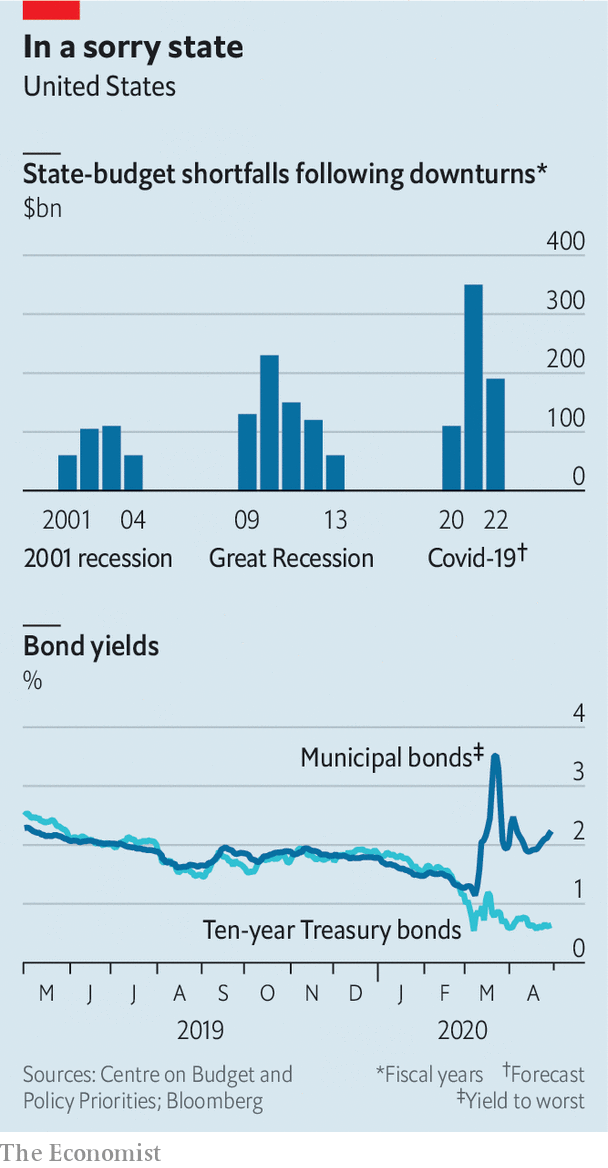 In a sorry state
United States
State-budget shortfalls following downturns*
$bn
400
300
200
100
0
2001 04 09 13 20 22
2001 recession Great Recession Covid-19†
Bond yields
%
4
Municipal bonds‡ 3
2
1
Ten-year Treasury bonds
0
M J J A S O N D J F M A
2019 2020
Sources: Centre on Budget and
Policy Priorities; Bloomberg
*Fiscal years †Forecast
‡Yield to worst
The Economist